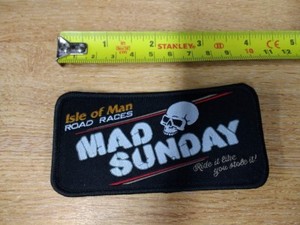 STANLEY
Isle of Man
ROAD RACES
MAD
SUNDAY
Ride it like
you stole it!